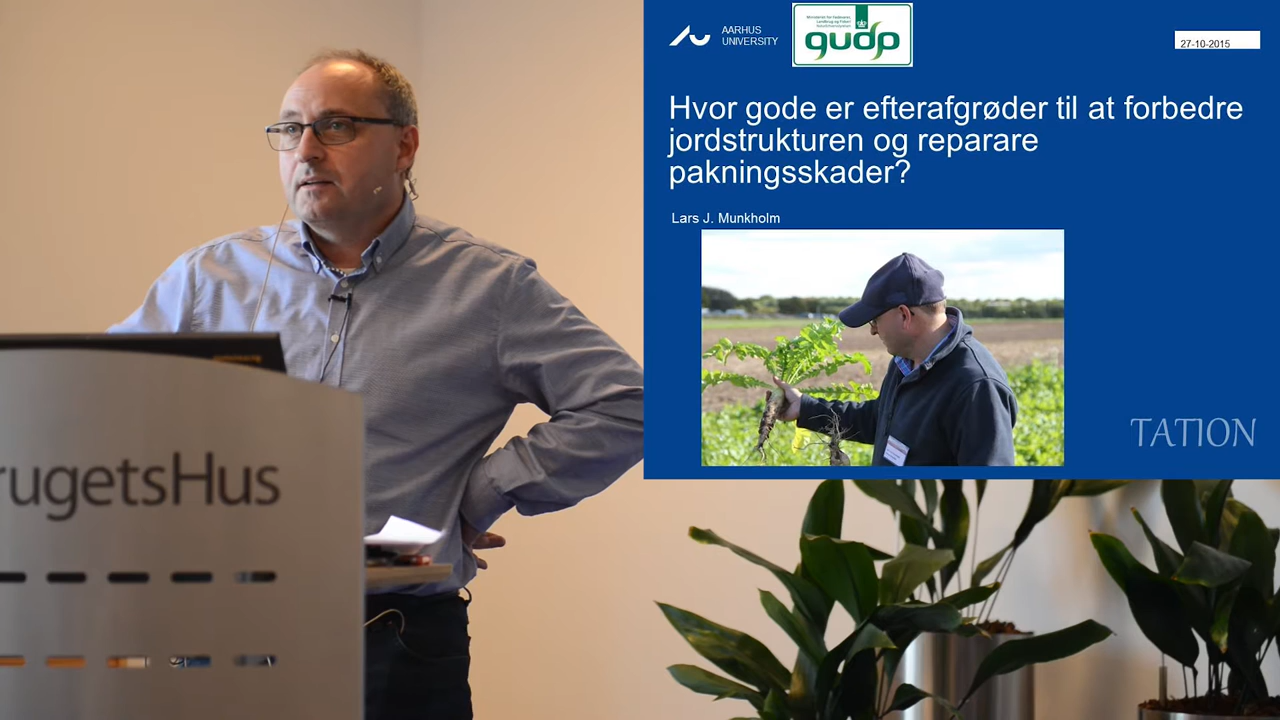 AARHUS
UNIVERSITY
gudp
27-10-2015
Hvor gode er efterafgrøder til at forbedre
jordstrukturen og reparare
pakningsskader?
Lars J. Munkholm
TATION
rugetsHus